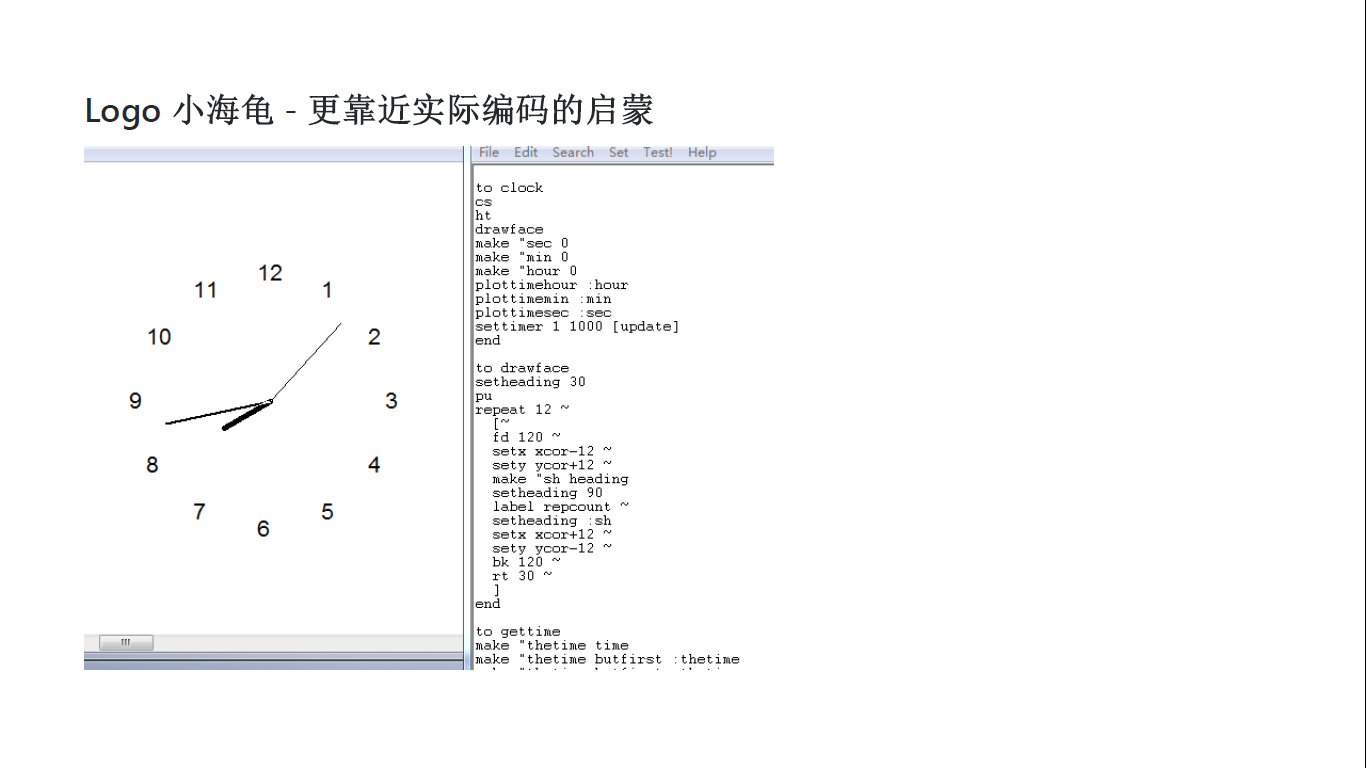 Logo 小海龟 - 更靠近实际编码的启蒙
12
11
1
10
2
9
3
8
4
7
5
6
File Edit Search Set Test! Help
to clock
cs
ht
drawface
make "sec 0
make "min 0
make "hour 0
plottimehour :hour
plottimemin :min
plottimesec :sec
settimer 1 1000 [update]
end
to drawface
setheading 30
pu
repeat 12 ~
[~
fd 120 ~
setx xcor-12 ~
sety ycor+12 ~
make "sh heading
setheading 90
label repcount ~
setheading :sh
setx xcor+12 ~
sety ycor-12 ~
bk 120 ~
rt 30 ~
]
end
to gettime
make "thetime time
make "thetime butfirst :thetime